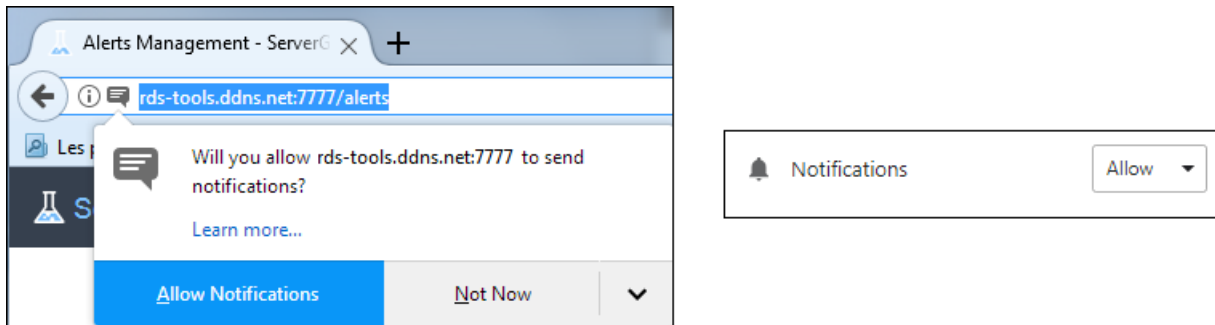 Alerts Management - Server
rds-tools.ddns.net:7777/alerts
Les
Will you allow rds-tools.ddns.net:7777 to send
notifications?
Learn more...
Allow Notifications
Not Now
Notifications
Allow